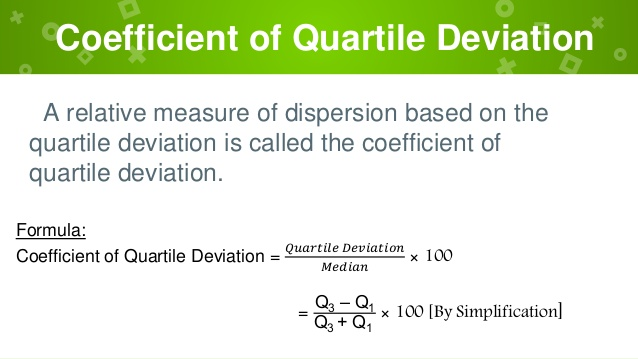 Coefficient of Quartile Deviation
A relative measure of dispersion based on the
quartile deviation is called the coefficient of
quartile deviation.
Formula:
Coefficient of Quartile Deviation = Quartile Deviation / Median × 100
= Q₃ – Q₁ / Q₃ + Q₁ × 100 [By Simplification]